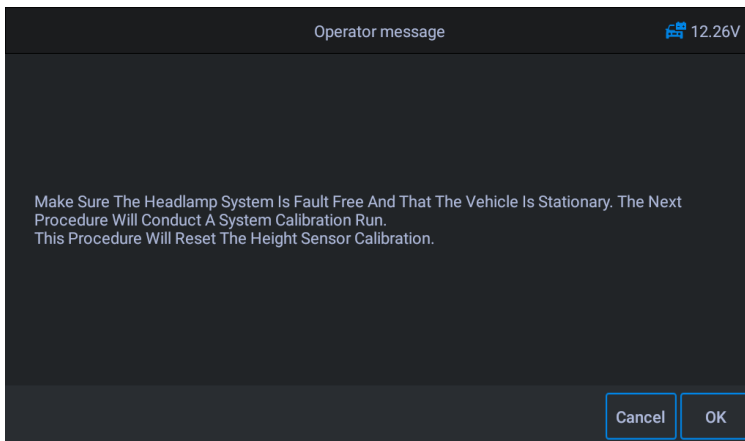 Operator message
12.26V
Make Sure The Headlamp System Is Fault Free And That The Vehicle Is Stationary. The Next
Procedure Will Conduct A System Calibration Run.
This Procedure Will Reset The Height Sensor Calibration.
Cancel
OK